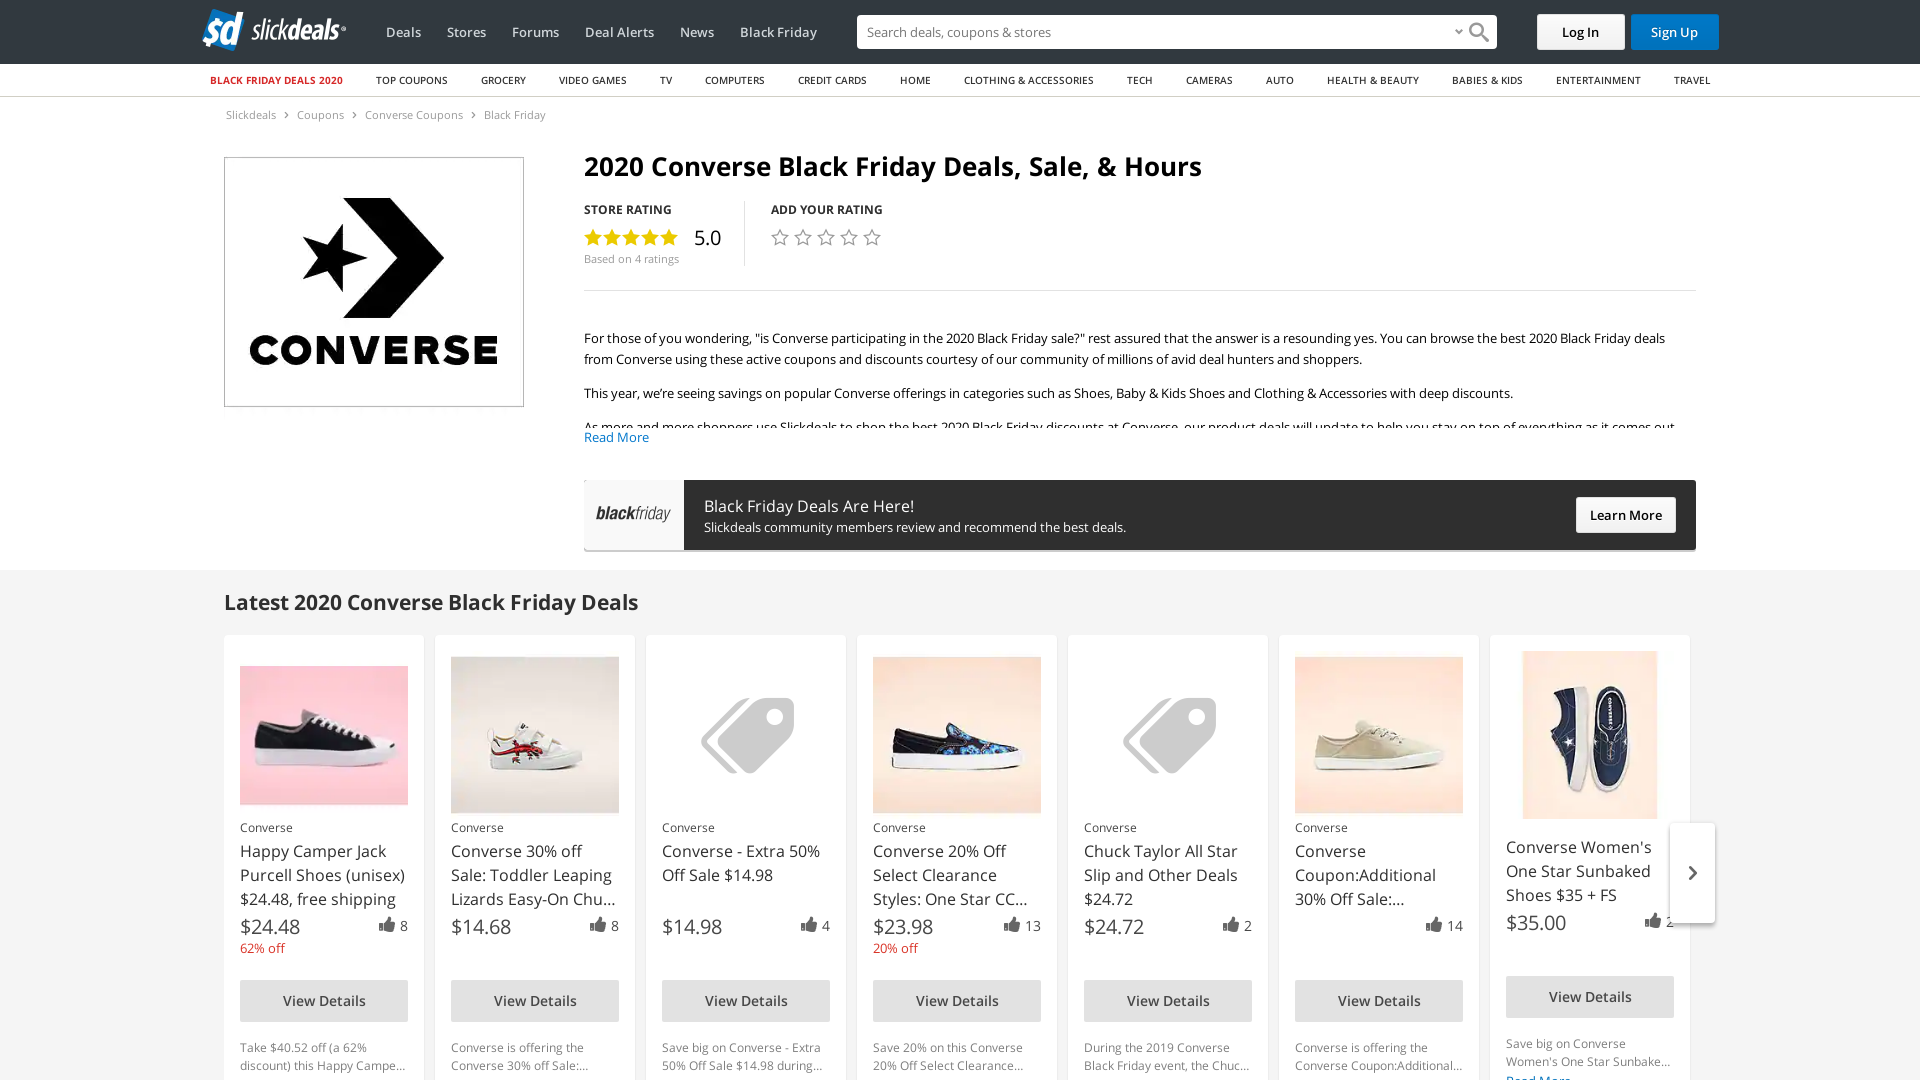 sd slickdeals
Deals Stores Forums Deal Alerts News Black Friday
Search deals, coupons & stores
Log In
Sign Up
BLACK FRIDAY DEALS 2020 TOP COUPONS GROCERY VIDEO GAMES TV COMPUTERS CREDIT CARDS HOME CLOTHING & ACCESSORIES TECH CAMERAS AUTO HEALTH & BEAUTY BABIES & KIDS ENTERTAINMENT TRAVEL
Slickdeals > Coupons > Converse Coupons > Black Friday
CONVERSE
2020 Converse Black Friday Deals, Sale, & Hours
STORE RATING
5.0
Based on 4 ratings
ADD YOUR RATING
For those of you wondering, "is Converse participating in the 2020 Black Friday sale?" rest assured that the answer is a resounding yes. You can browse the best 2020 Black Friday deals
from Converse using these active coupons and discounts courtesy of our community of millions of avid deal hunters and shoppers.
This year, we’re seeing savings on popular Converse offerings in categories such as Shoes, Baby & Kids Shoes and Clothing & Accessories with deep discounts.
As more and more shoppers use Slickdeals to shop the best 2020 Black Friday discounts at Converse, our product deals will update to help you stay on top of everything as it comes out.
Read More
blackfriday
Black Friday Deals Are Here!
Slickdeals community members review and recommend the best deals.
Learn More
Latest 2020 Converse Black Friday Deals
Converse
Happy Camper Jack
Purcell Shoes (unisex)
$24.48, free shipping
$24.48
8
62% off
View Details
Take $40.52 off (a 62%
discount) this Happy Campe...
Converse
Converse 30% off
Sale: Toddler Leaping
Lizards Easy-On Chu...
$14.68
8
View Details
Converse is offering the
Converse 30% off Sale:...
Converse
Converse - Extra 50%
Off Sale $14.98
$14.98
4
View Details
Save big on Converse - Extra
50% Off Sale $14.98 during...
Converse
Converse 20% Off
Select Clearance
Styles: One Star CC...
$23.98
13
20% off
View Details
Save 20% on this Converse
20% Off Select Clearance...
Converse
Chuck Taylor All Star
Slip and Other Deals
$24.72
$24.72
2
View Details
During the 2019 Converse
Black Friday event, the Chuc...
Converse
Converse
Coupon:Additional
30% Off Sale:...
14
View Details
Converse is offering the
Converse Coupon:Additional...
Converse Women's
One Star Sunbaked
Shoes $35 + FS
$35.00
2
View Details
Save big on Converse
Women's One Star Sunbake...
Read More